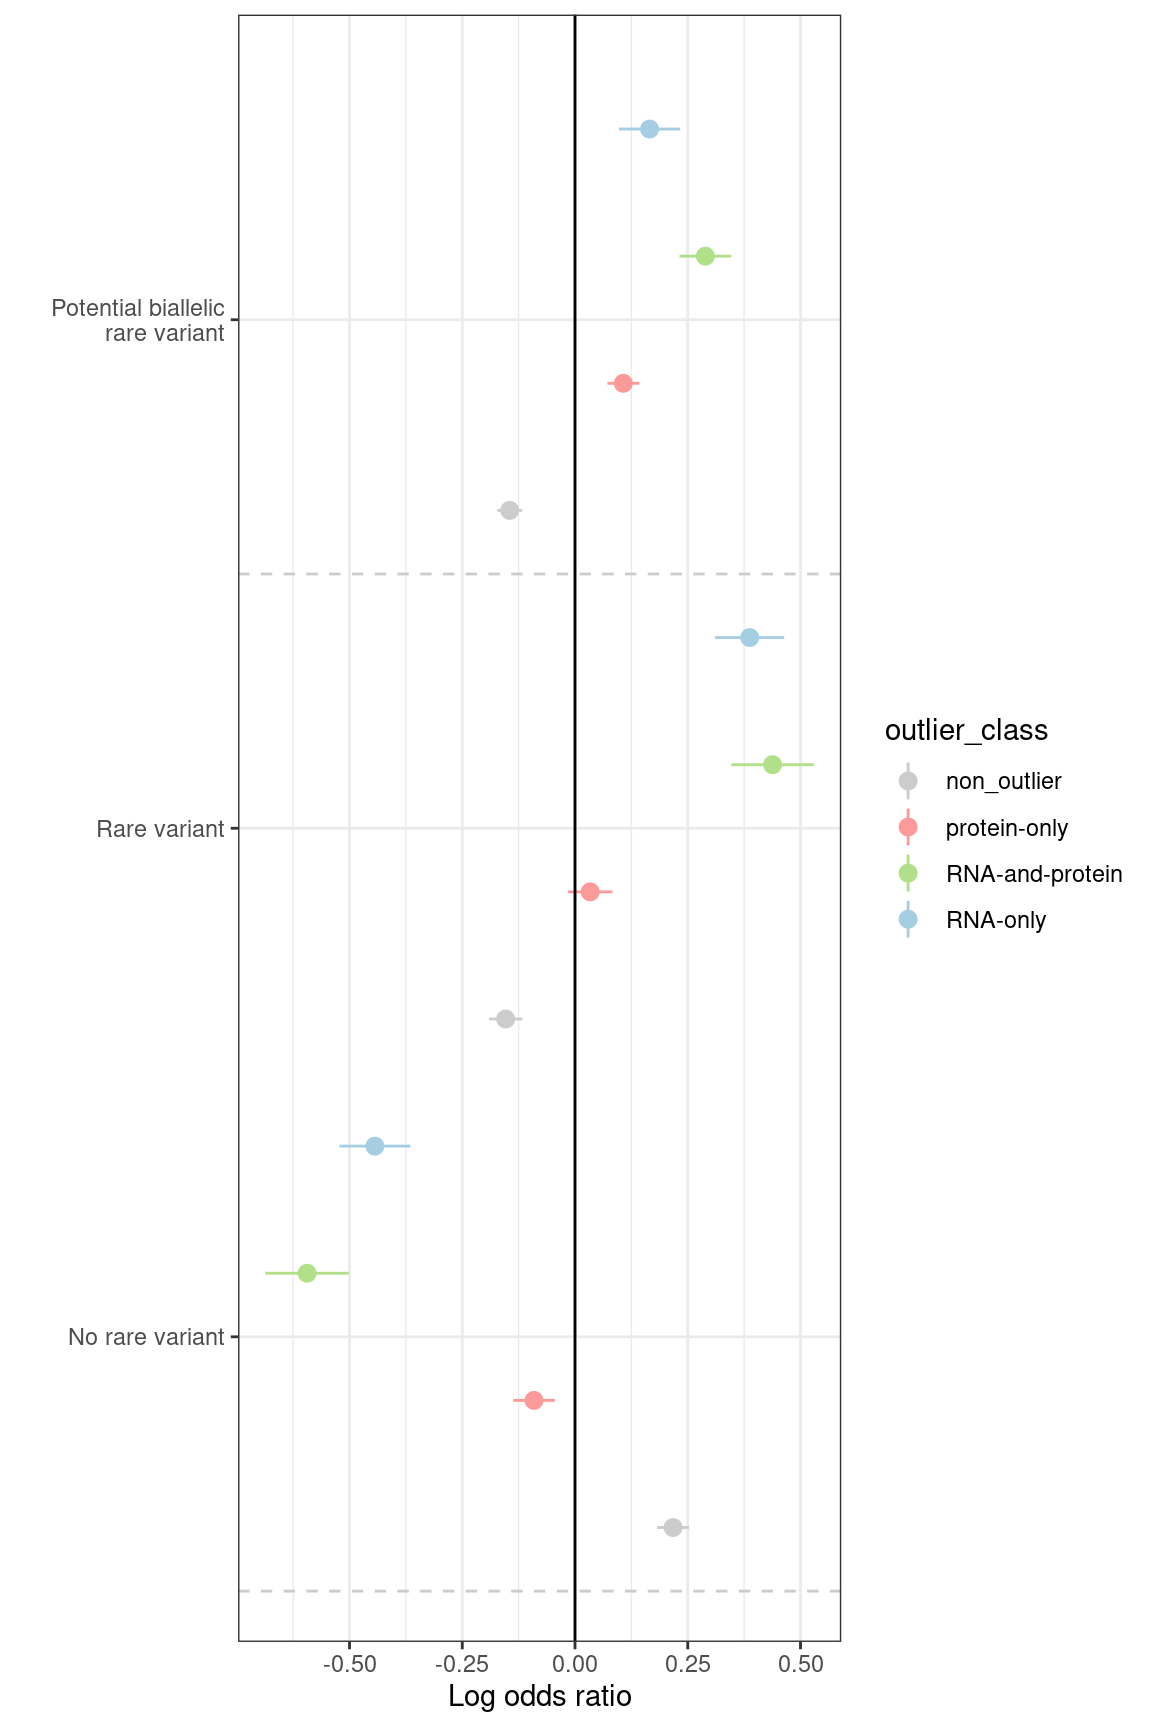 Potential biallelic
rare variant
Rare variant
No rare variant
-0.50
-0.25
0.00
0.25
0.50
Log odds ratio
outlier_class
non_outlier
protein-only
RNA-and-protein
RNA-only